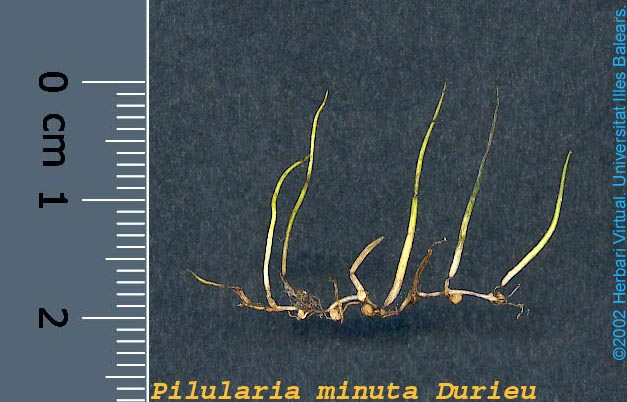 0 cm
1
2
Pilularia minuta Durieu
©2002 Herbari Virtual. Universitat Illes Balears.